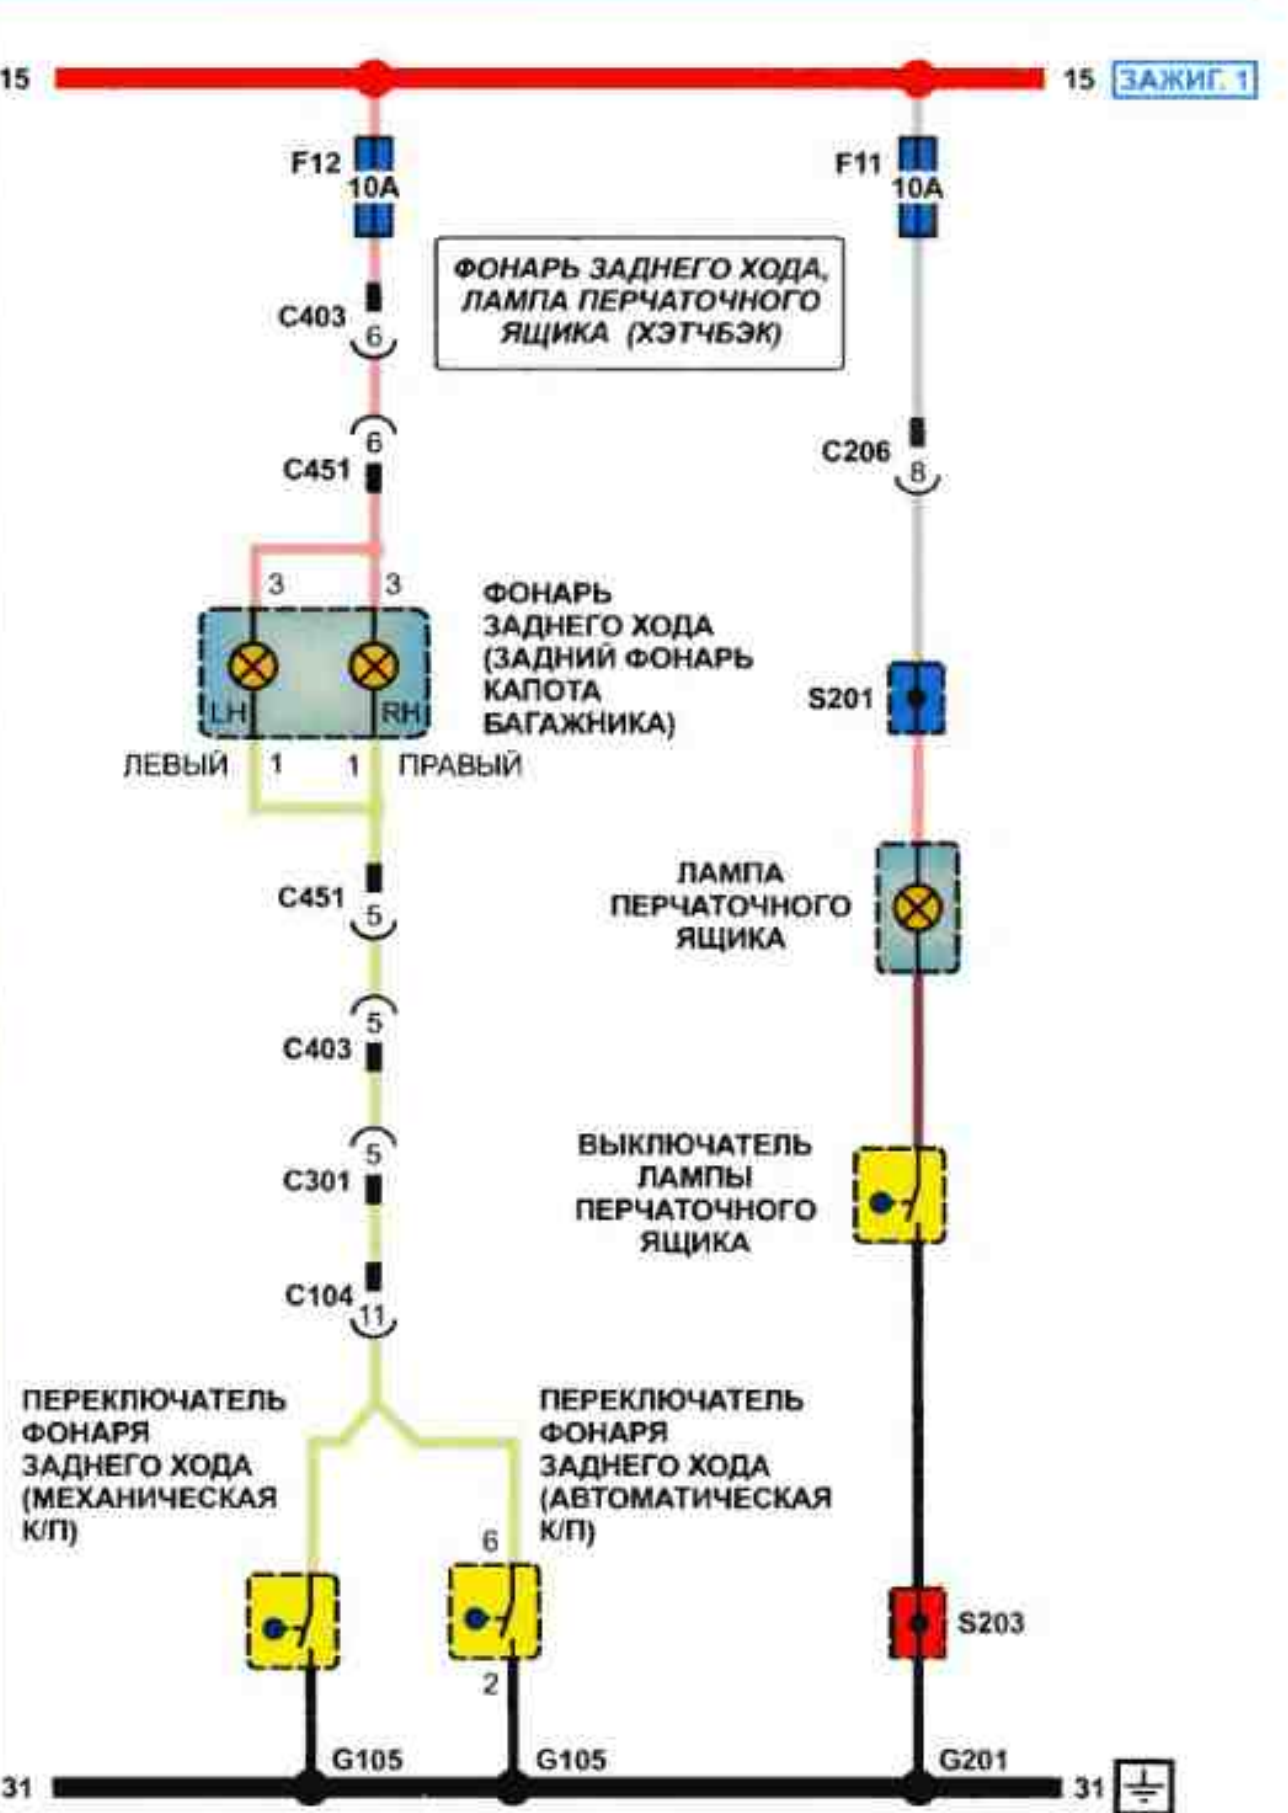 15
15 ЗАЖИГ. 1
F12
10A
F11
10A
ФОНАРЬ ЗАДНЕГО ХОДА,
ЛАМПА ПЕРЧАТОЧНОГО
ЯЩИКА (ХЭТЧБЭК)
C403
6
6
C451
C206
8
3
3
LH
RH
ЛЕВЫЙ
1
1
ПРАВЫЙ
ФОНАРЬ
ЗАДНЕГО ХОДА
(ЗАДНИЙ ФОНАРЬ
КАПОТА
БАГАЖНИКА)
S201
ЛАМПА
ПЕРЧАТОЧНОГО
ЯЩИКА
C451
5
5
C403
5
C301
C104
11
ВЫКЛЮЧАТЕЛЬ
ЛАМПЫ
ПЕРЧАТОЧНОГО
ЯЩИКА
ПЕРЕКЛЮЧАТЕЛЬ
ФОНАРЯ
ЗАДНЕГО ХОДА
(МЕХАНИЧЕСКАЯ
К/П)
ПЕРЕКЛЮЧАТЕЛЬ
ФОНАРЯ
ЗАДНЕГО ХОДА
(АВТОМАТИЧЕСКАЯ
К/П)
6
2
S203
G105
G105
G201
31
31